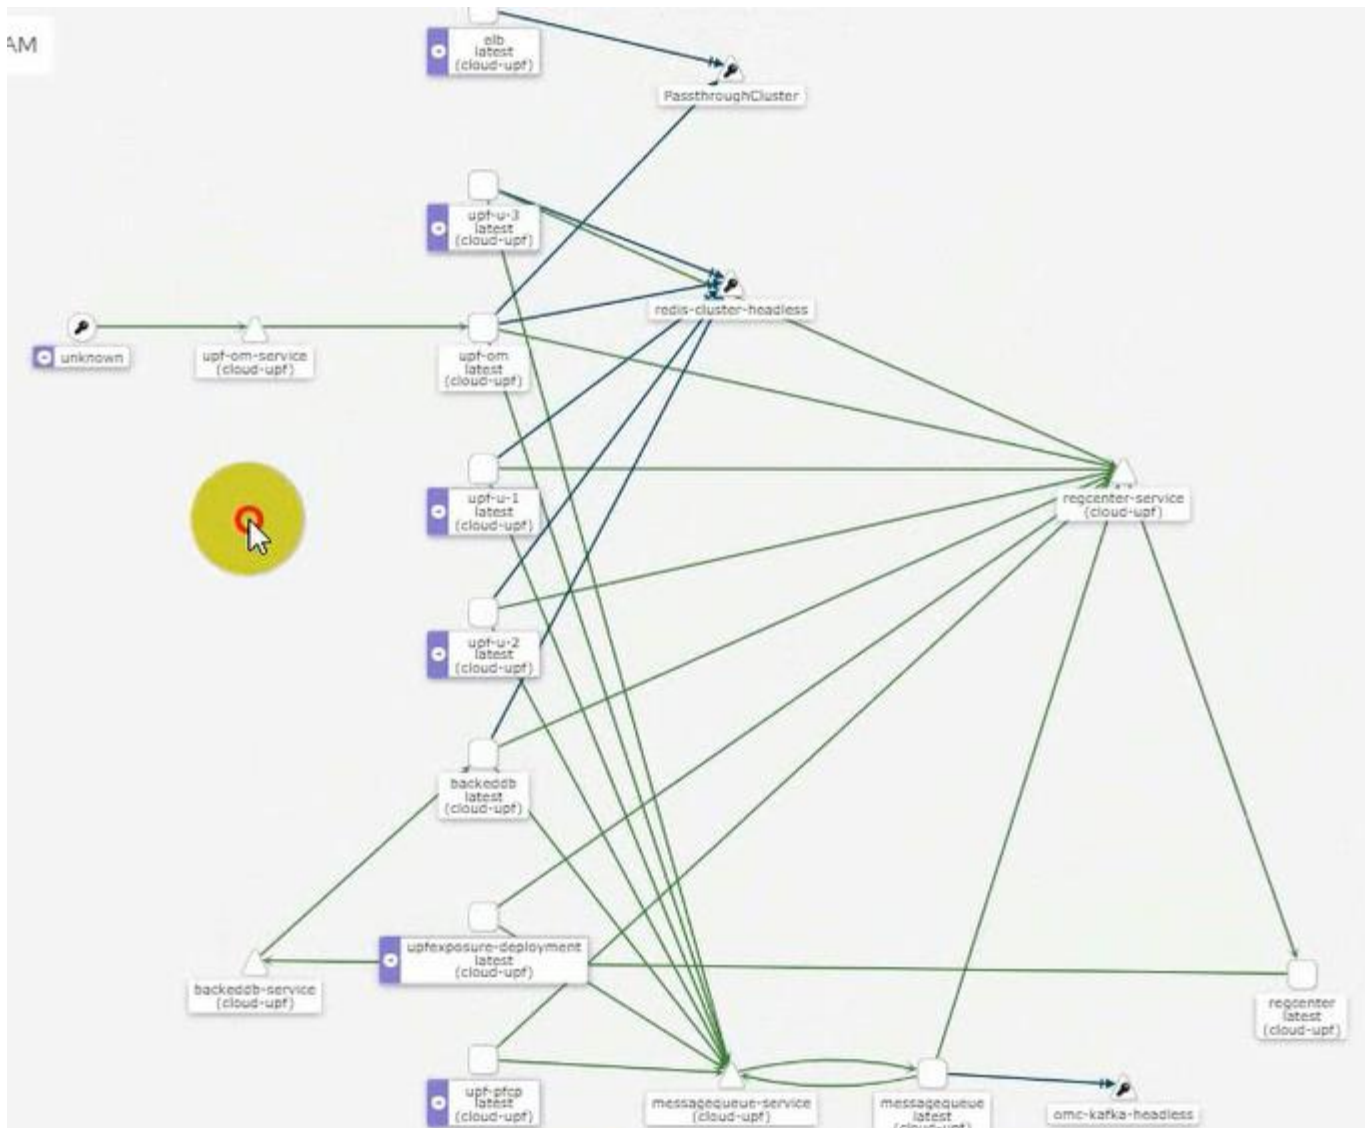 AM
elb
latest
(cloud-upf)
PassthroughCluster
upf-u-3
latest
(cloud-upf)
redis-cluster-headless
unknown
upf-om-service
(cloud-upf)
upf-om
latest
(cloud-upf)
upf-u-1
latest
(cloud-upf)
regcenter-service
(cloud-upf)
upf-u-2
latest
(cloud-upf)
backeddb
latest
(cloud-upf)
upfexposure-deployment
latest
(cloud-upf)
backeddb-service
(cloud-upf)
regcenter
latest
(cloud-upf)
upf-pfcp
latest
(cloud-upf)
messagequeue-service
(cloud-upf)
messagequeue
latest
(cloud-upf)
omc-kafka-headless